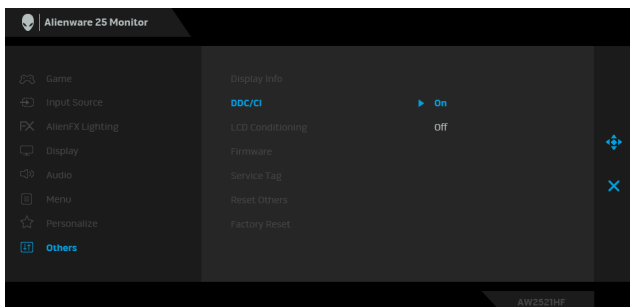 Alienware 25 Monitor
Game
Input Source
AlienFX Lighting
Display
Audio
Menu
Personalize
Others
Display Info
DDC/CI
On
LCD Conditioning
Off
Firmware
Service Tag
Reset Others
Factory Reset
AW2521HF